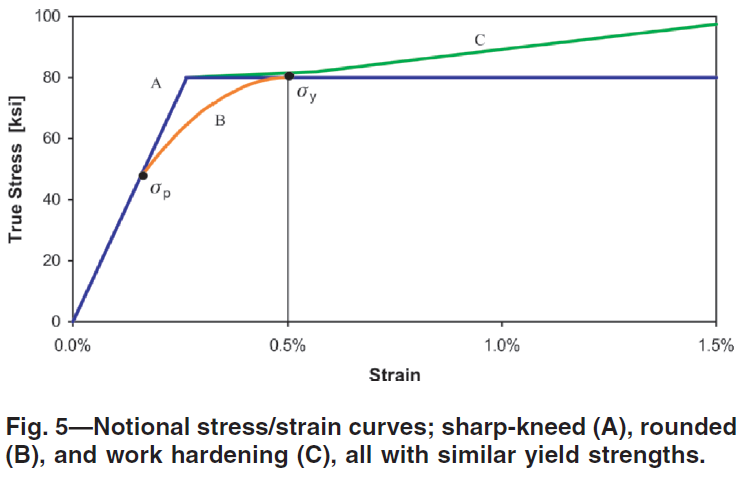 100
80
60
40
20
0
True Stress [ksi]
A
B
C
σy
σp
0.0%
0.5%
1.0%
1.5%
Strain
Fig. 5—Notional stress/strain curves; sharp-kneed (A), rounded
(B), and work hardening (C), all with similar yield strengths.